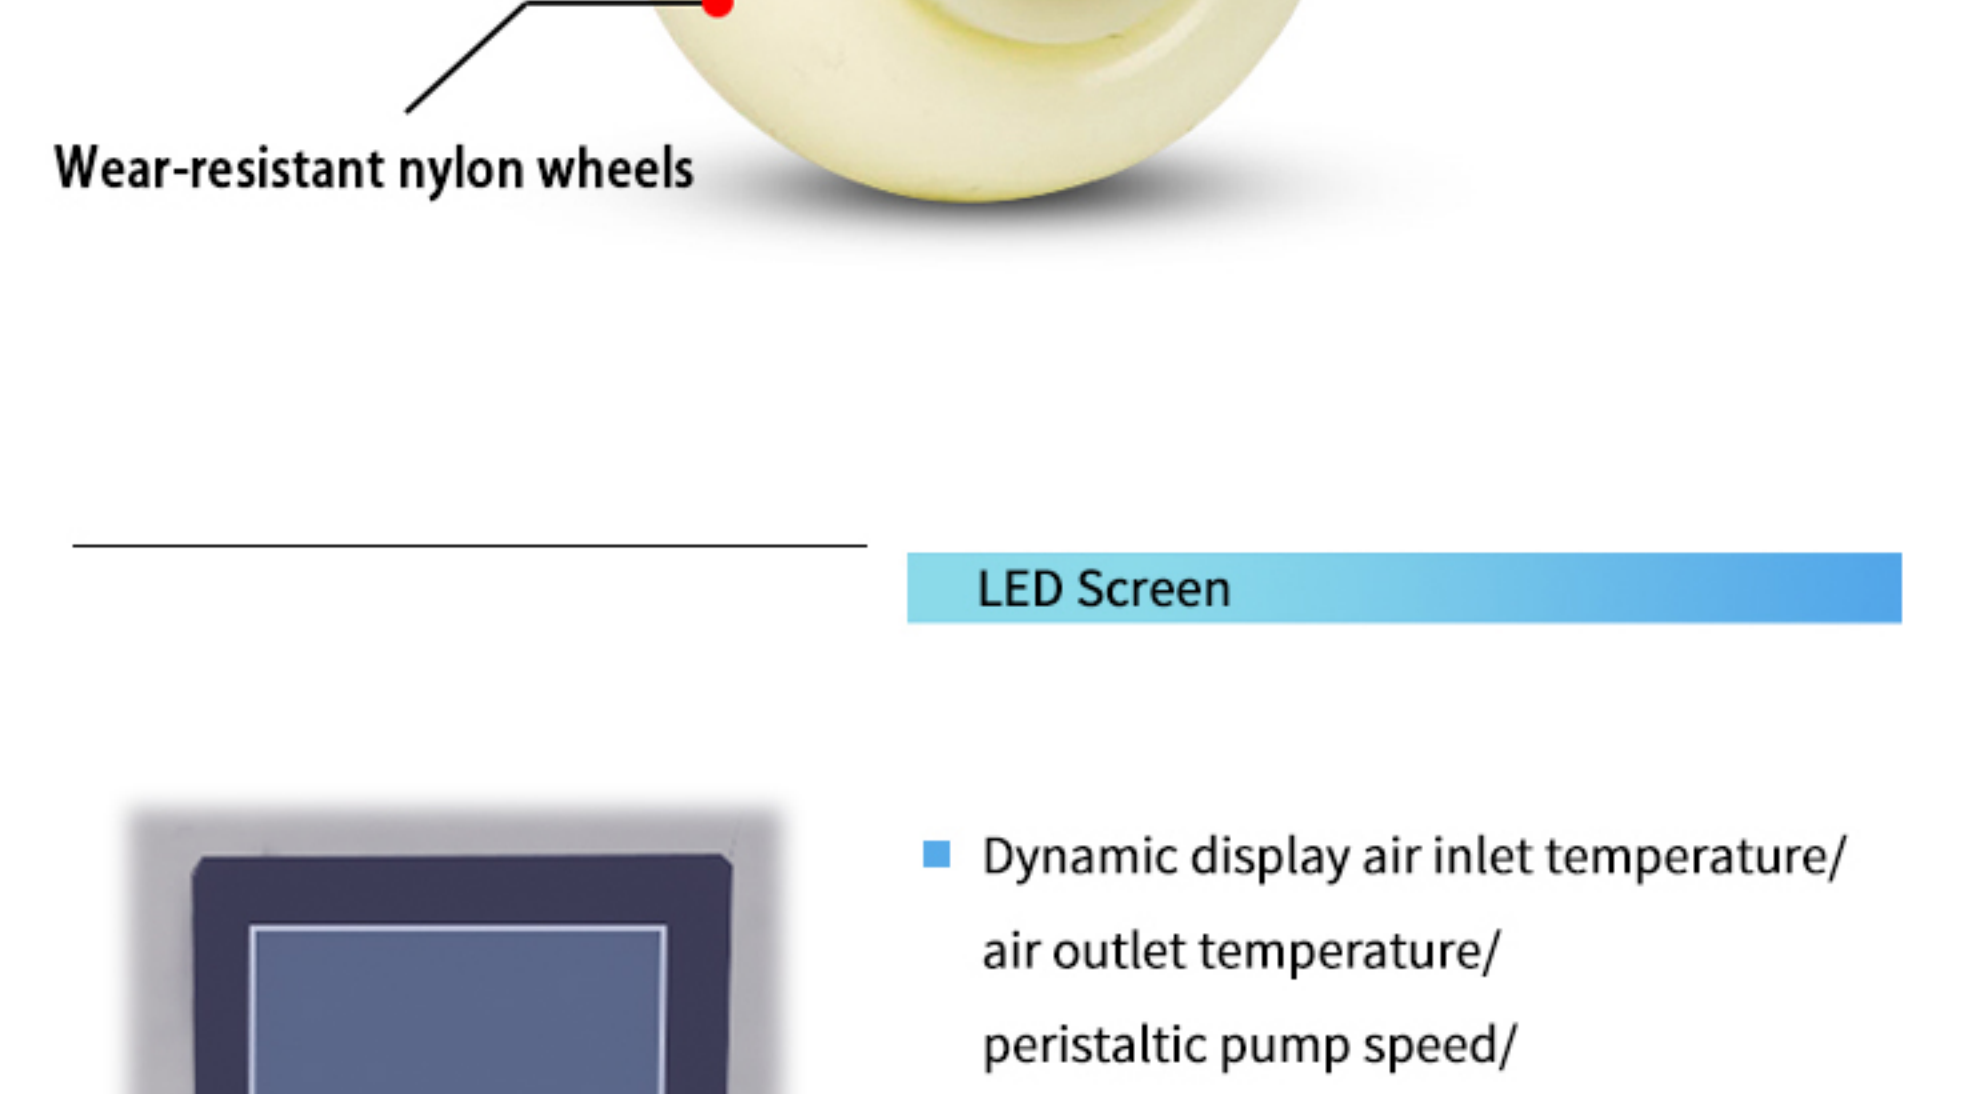 Wear-resistant nylon wheels
LED Screen
Dynamic display air inlet temperature/
air outlet temperature/
peristaltic pump speed/